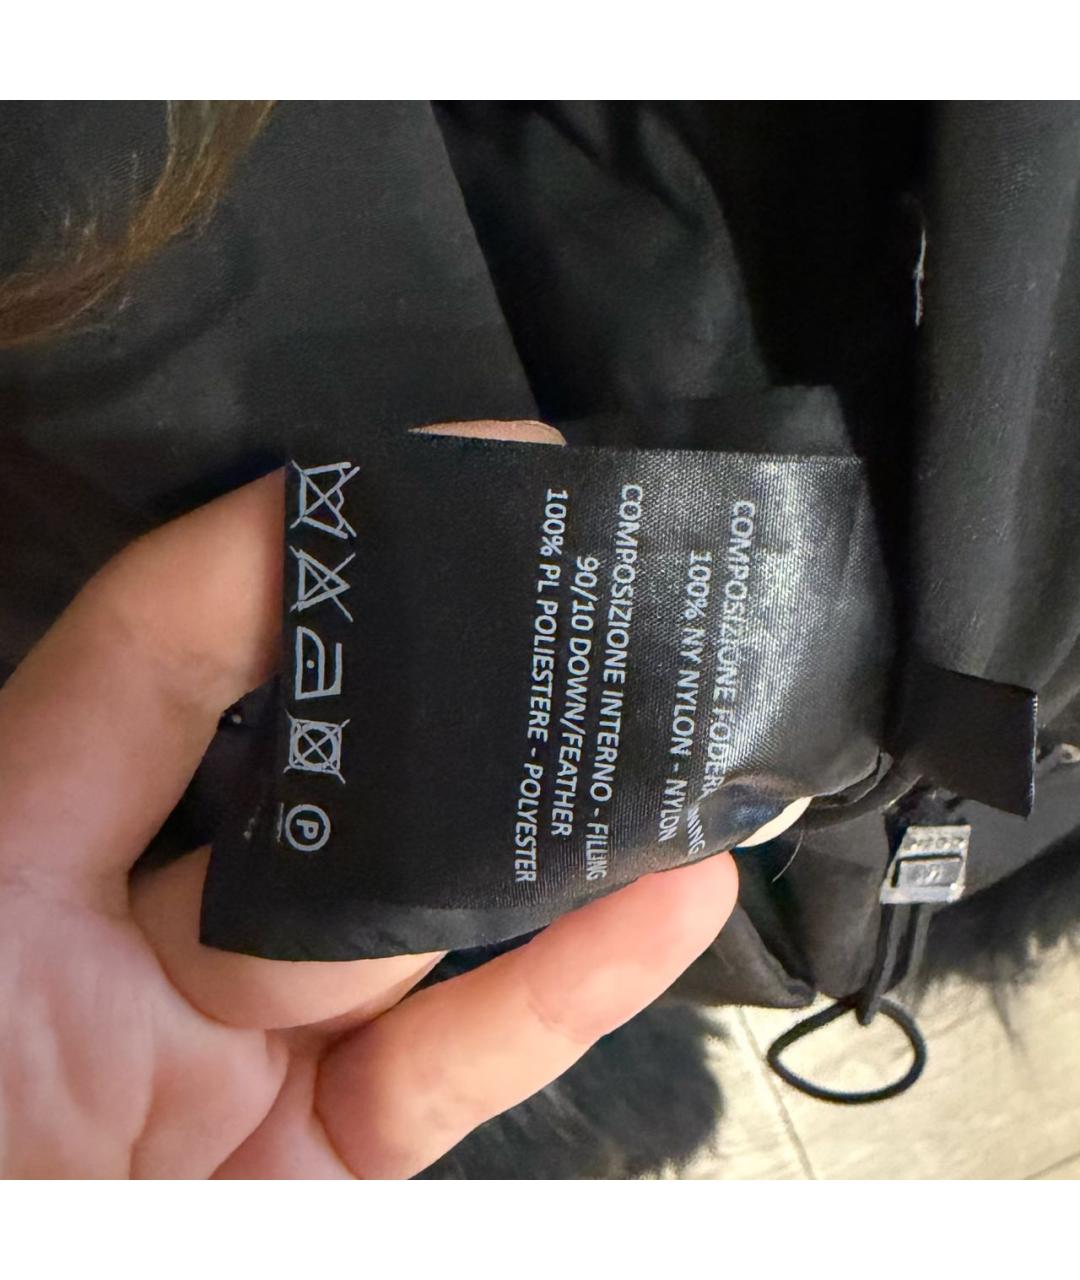 COMPOSIZIONE FODERA
100% NY NYLON - NYLON
COMPOSIZIONE INTERNO - FILLING
90/10 DOWN/FEATHER
100% PL POLIESTERE - POLYESTER
P